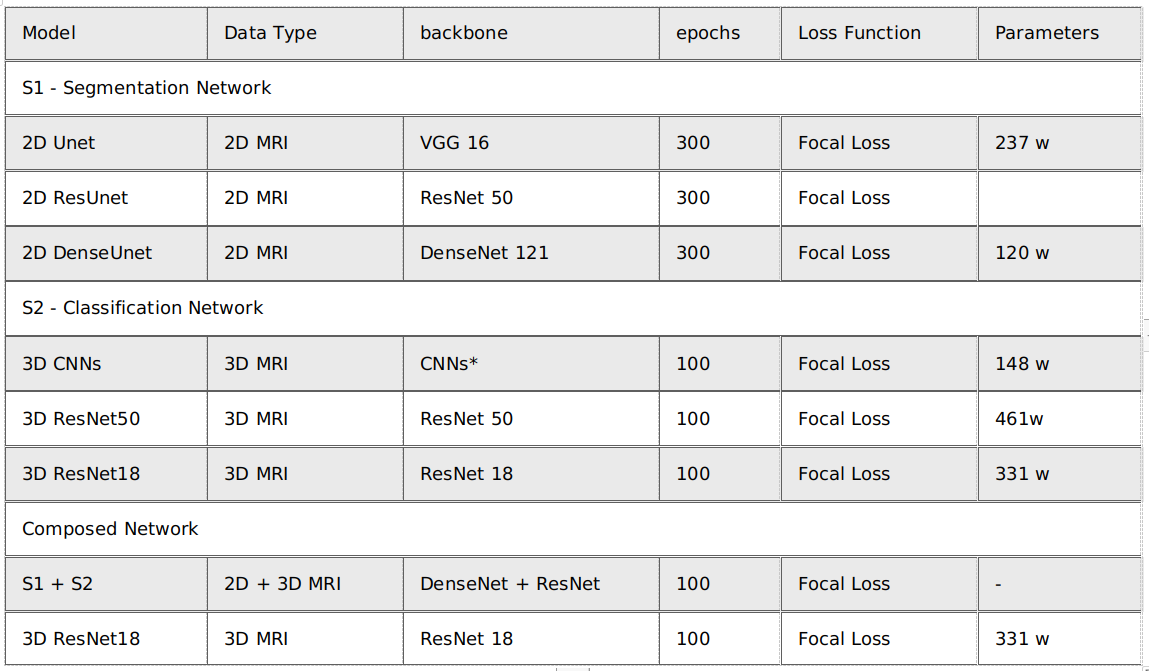 Model Data Type backbone epochs Loss Function Parameters
S1 - Segmentation Network
2D Unet 2D MRI VGG 16 300 Focal Loss 237 w
2D ResUnet 2D MRI ResNet 50 300 Focal Loss
2D DenseUnet 2D MRI DenseNet 121 300 Focal Loss 120 w
S2 - Classification Network
3D CNNs 3D MRI CNNs* 100 Focal Loss 148 w
3D ResNet50 3D MRI ResNet 50 100 Focal Loss 461w
3D ResNet18 3D MRI ResNet 18 100 Focal Loss 331 w
Composed Network
S1 + S2 2D + 3D MRI DenseNet + ResNet 100 Focal Loss -
3D ResNet18 3D MRI ResNet 18 100 Focal Loss 331 w